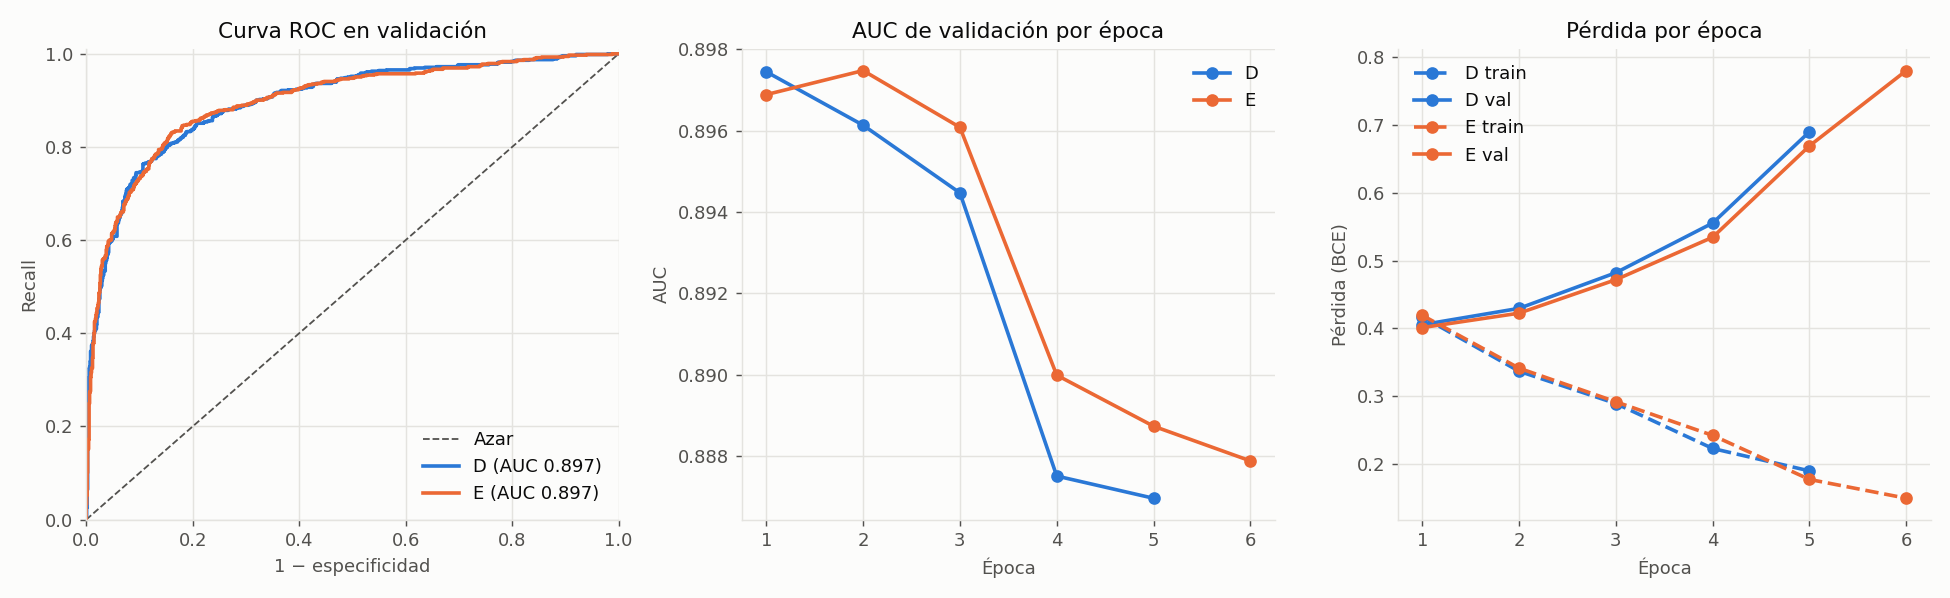 Curva ROC en validación
1.0
0.8
0.6
0.4
0.2
0.0
Recall
0.0 0.2 0.4 0.6 0.8 1.0
1 − especificidad
Azar
D (AUC 0.897)
E (AUC 0.897)
AUC de validación por época
0.898
0.896
0.894
0.892
0.890
0.888
AUC
1 2 3 4 5 6
Época
D
E
Pérdida por época
0.8
0.7
0.6
0.5
0.4
0.3
0.2
Pérdida (BCE)
1 2 3 4 5 6
Época
D train
D val
E train
E val